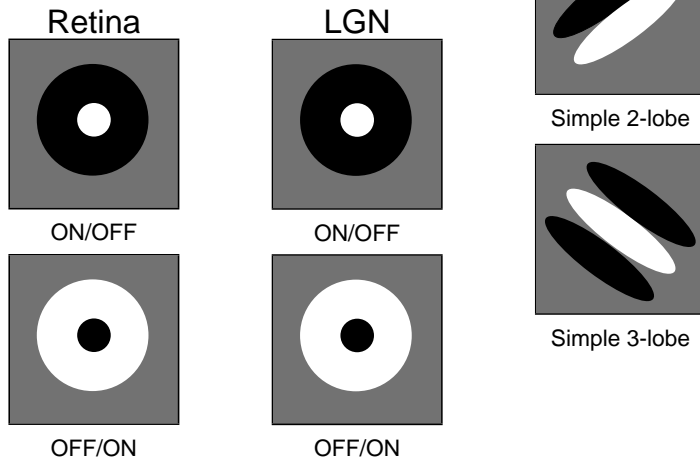 Retina
LGN
Simple 2-lobe
ON/OFF
ON/OFF
Simple 3-lobe
OFF/ON
OFF/ON